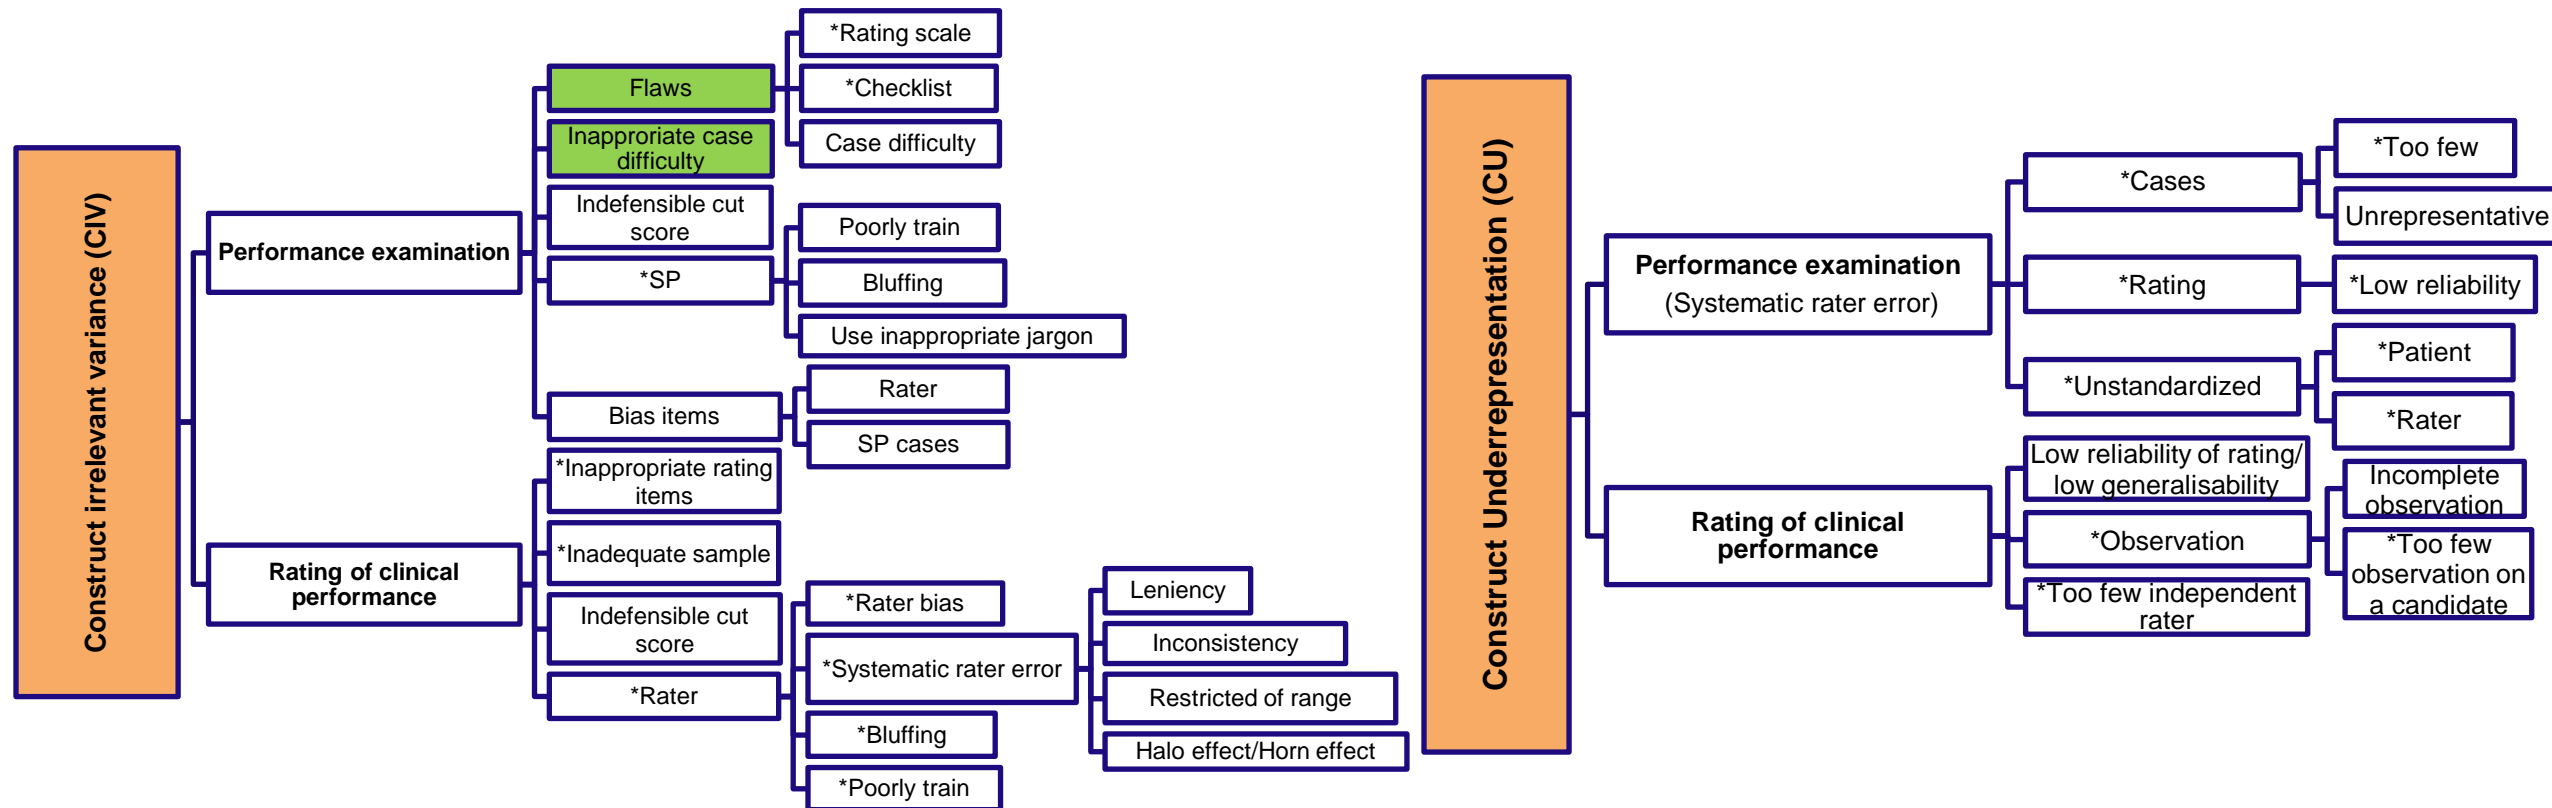 Construct irrelevant variance (CIV)
Performance examination
Flaws
*Rating scale
*Checklist
Case difficulty
Inapproriate case
difficulty
Indefensible cut
score
*SP
Poorly train
Bluffing
Use inappropriate jargon
Bias items
Rater
SP cases
Rating of clinical
performance
*Inappropriate rating
items
*Inadequate sample
Indefensible cut
score
*Rater
*Rater bias
*Systematic rater error
Leniency
Inconsistency
Restricted of range
Halo effect/Horn effect
*Bluffing
*Poorly train
Construct Underrepresentation (CU)
Performance examination
(Systematic rater error)
*Cases
*Too few
Unrepresentative
*Rating
*Low reliability
*Unstandardized
*Patient
*Rater
Rating of clinical
performance
Low reliability of rating/
low generalisability
*Observation
Incomplete
observation
*Too few
observation on
a candidate
*Too few independent
rater